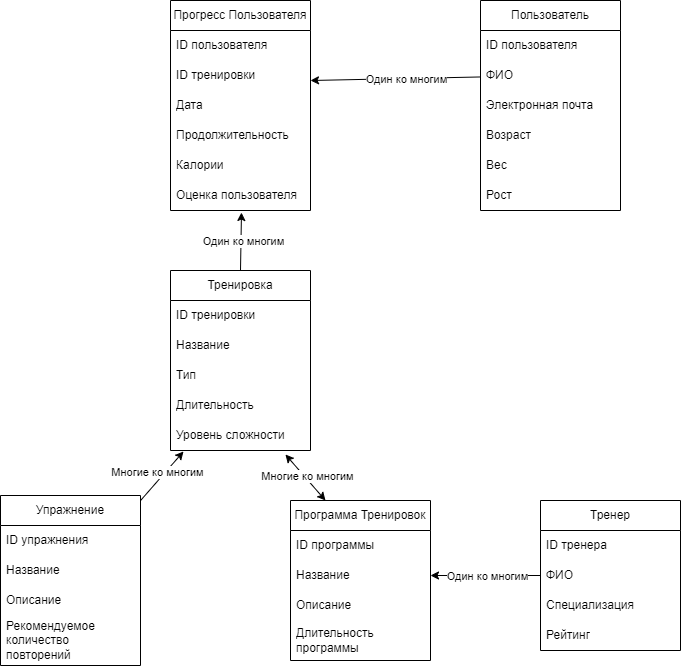 Прогресс Пользователя
ID пользователя
ID тренировки
Дата
Продолжительность
Калории
Оценка пользователя
Один ко многим
Пользователь
ID пользователя
ФИО
Электронная почта
Возраст
Вес
Рост
Один ко многим
Тренировка
ID тренировки
Название
Тип
Длительность
Уровень сложности
Многие ко многим
Многие ко многим
Упражнение
ID упражнения
Название
Описание
Рекомендуемое
количество
повторений
Программа Тренировок
ID программы
Название
Описание
Длительность
программы
Один ко многим
Тренер
ID тренера
ФИО
Специализация
Рейтинг